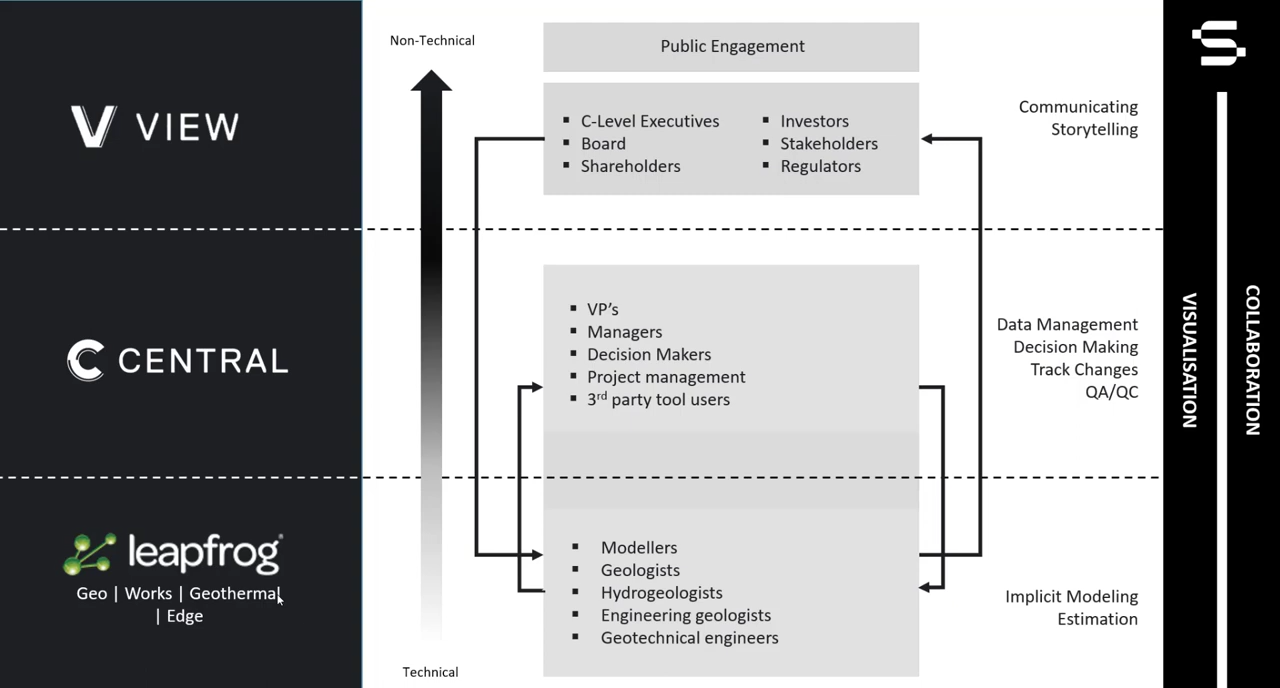 Non-Technical
Public Engagement
V VIEW
C-Level Executives
Board
Shareholders
Investors
Stakeholders
Regulators
Communicating
Storytelling
C CENTRAL
VP’s
Managers
Decision Makers
Project management
3rd party tool users
Data Management
Decision Making
Track Changes
QA/QC
leapfrog
Geo | Works | Geothermal
| Edge
Modellers
Geologists
Hydrogeologists
Engineering geologists
Geotechnical engineers
Implicit Modeling
Estimation
Technical
S
VISUALISATION
COLLABORATION